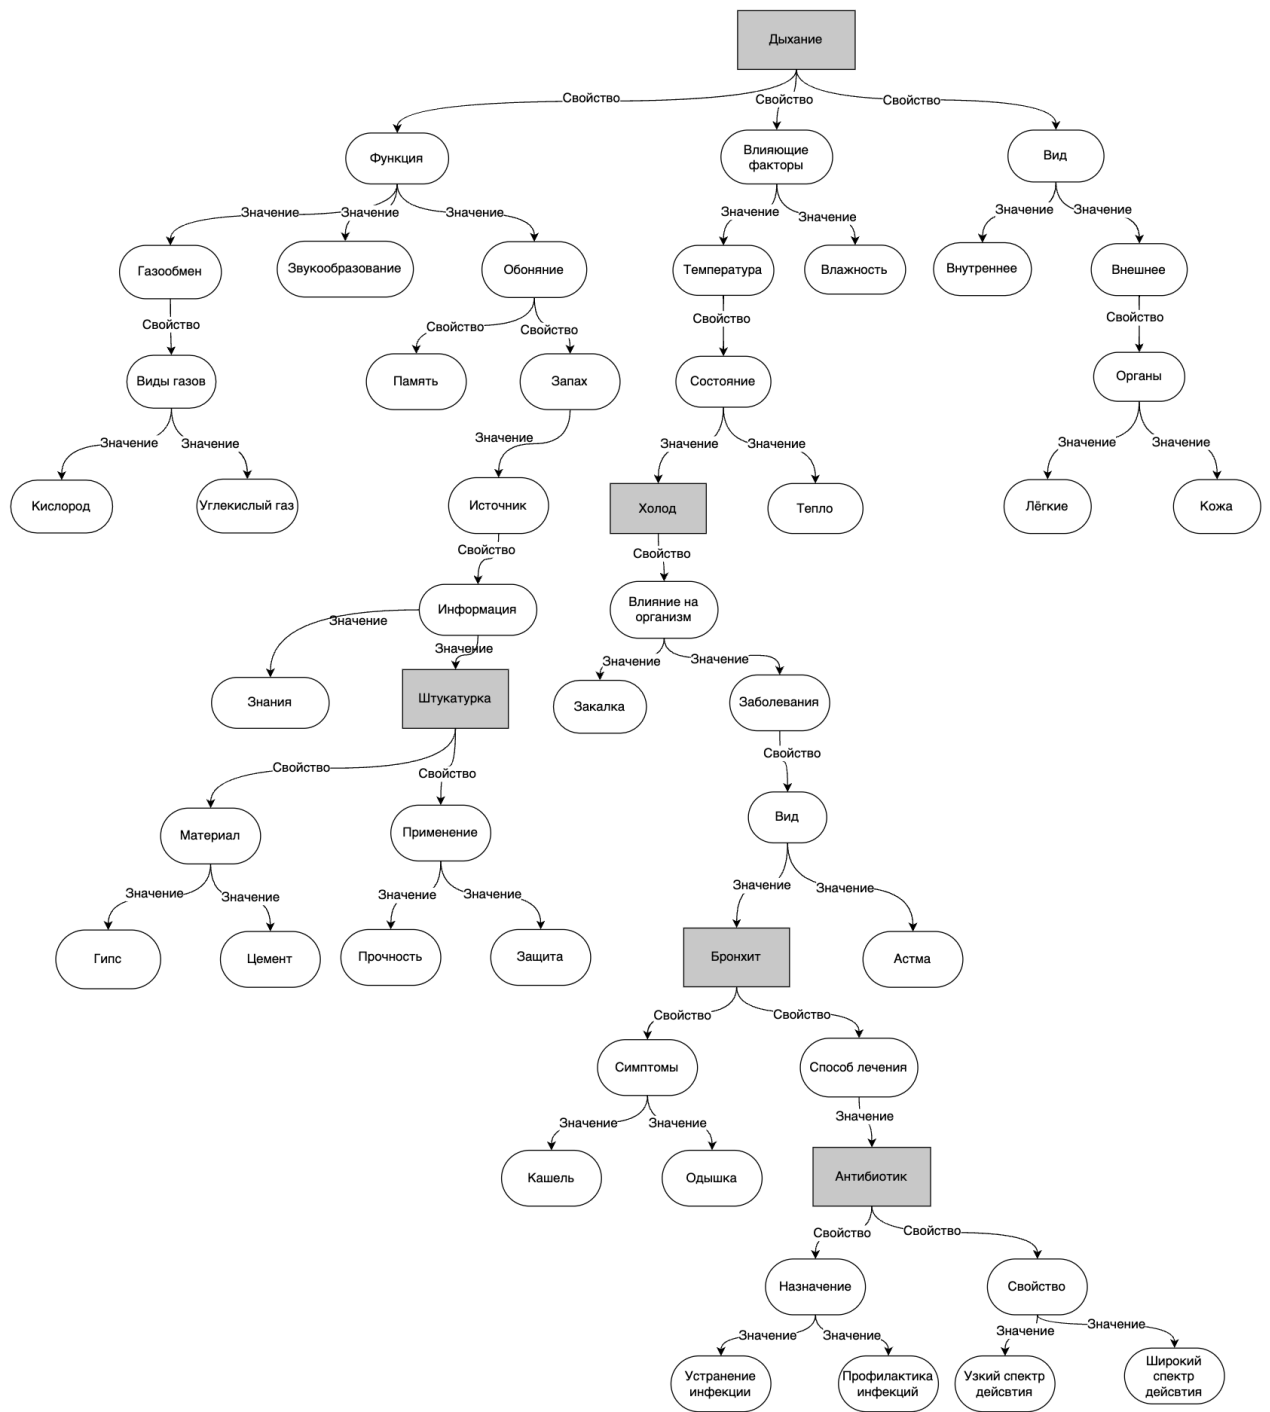 Дыхание
Свойство
Свойство
Свойство
Функция
Влияющие
факторы
Вид
Значение
Значение
Значение
Значение
Значение
Значение
Значение
Газообмен
Звукообразование
Обоняние
Температура
Влажность
Внутреннее
Внешнее
Свойство
Свойство
Свойство
Свойство
Свойство
Виды газов
Память
Запах
Состояние
Органы
Значение
Значение
Значение
Значение
Значение
Значение
Значение
Кислород
Углекислый газ
Источник
Холод
Тепло
Лёгкие
Кожа
Свойство
Свойство
Информация
Влияние на
организм
Значение
Значение
Значение
Значение
Знания
Штукатурка
Закалка
Заболевания
Свойство
Свойство
Свойство
Материал
Применение
Вид
Значение
Значение
Значение
Значение
Значение
Значение
Гипс
Цемент
Прочность
Защита
Бронхит
Астма
Свойство
Свойство
Симптомы
Способ лечения
Значение
Значение
Значение
Кашель
Одышка
Антибиотик
Свойство
Свойство
Назначение
Свойство
Значение
Значение
Значение
Значение
Устранение
инфекции
Профилактика
инфекций
Узкий спектр
дейсвтия
Широкий
спектр
дейсвтия